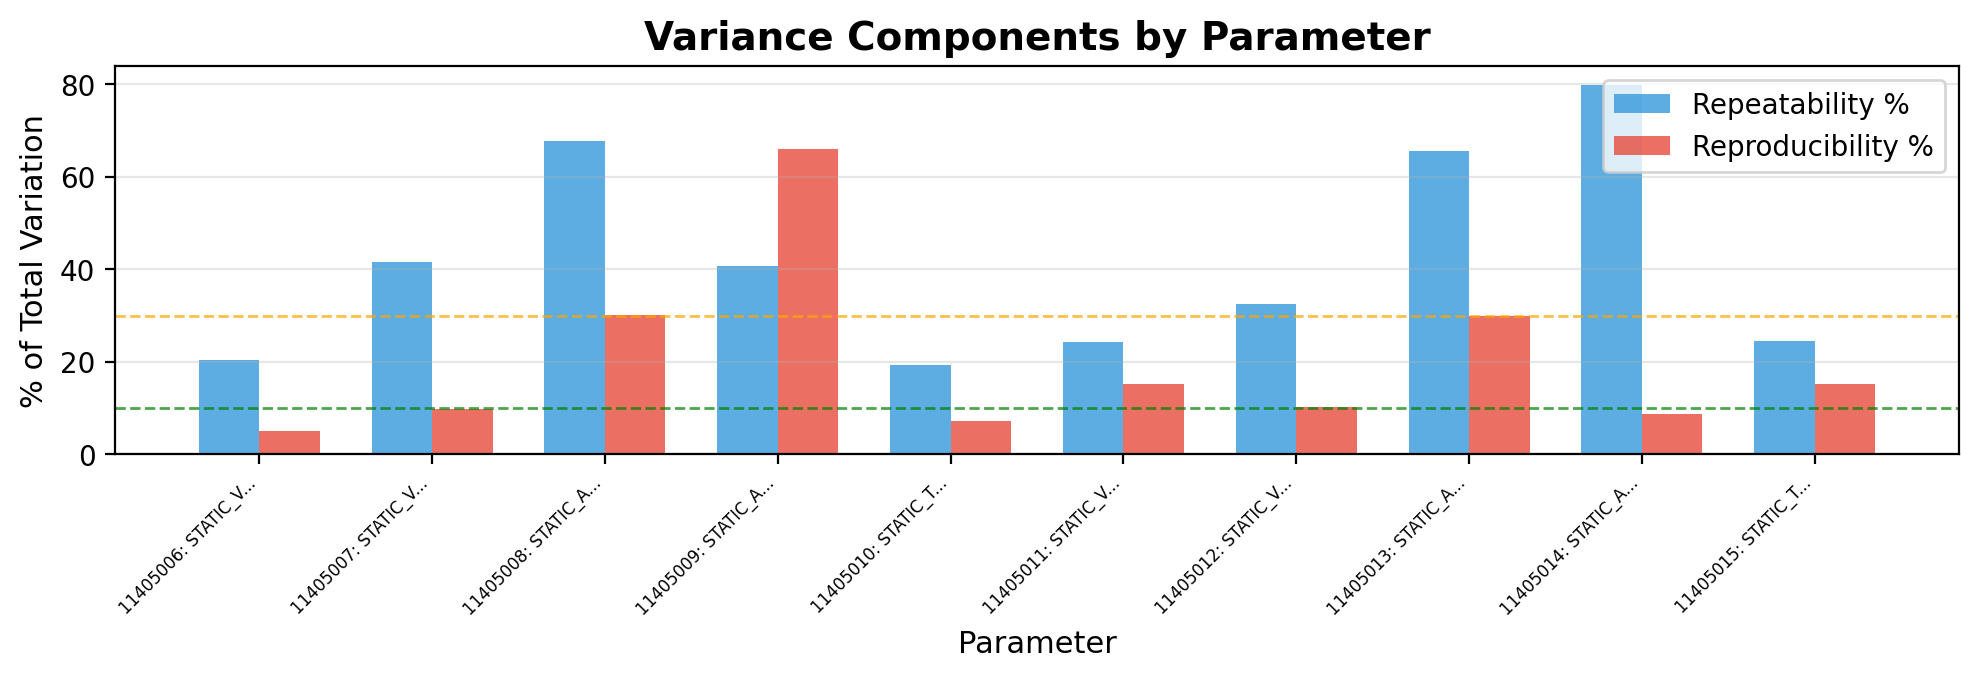 Variance Components by Parameter
% of Total Variation
80
60
40
20
0
Repeatability %
Reproducibility %
11405006: STATIC_V...
11405007: STATIC_V...
11405008: STATIC_A...
11405009: STATIC_A...
11405010: STATIC_T...
11405011: STATIC_V...
11405012: STATIC_V...
11405013: STATIC_A...
11405014: STATIC_A...
11405015: STATIC_T...
Parameter